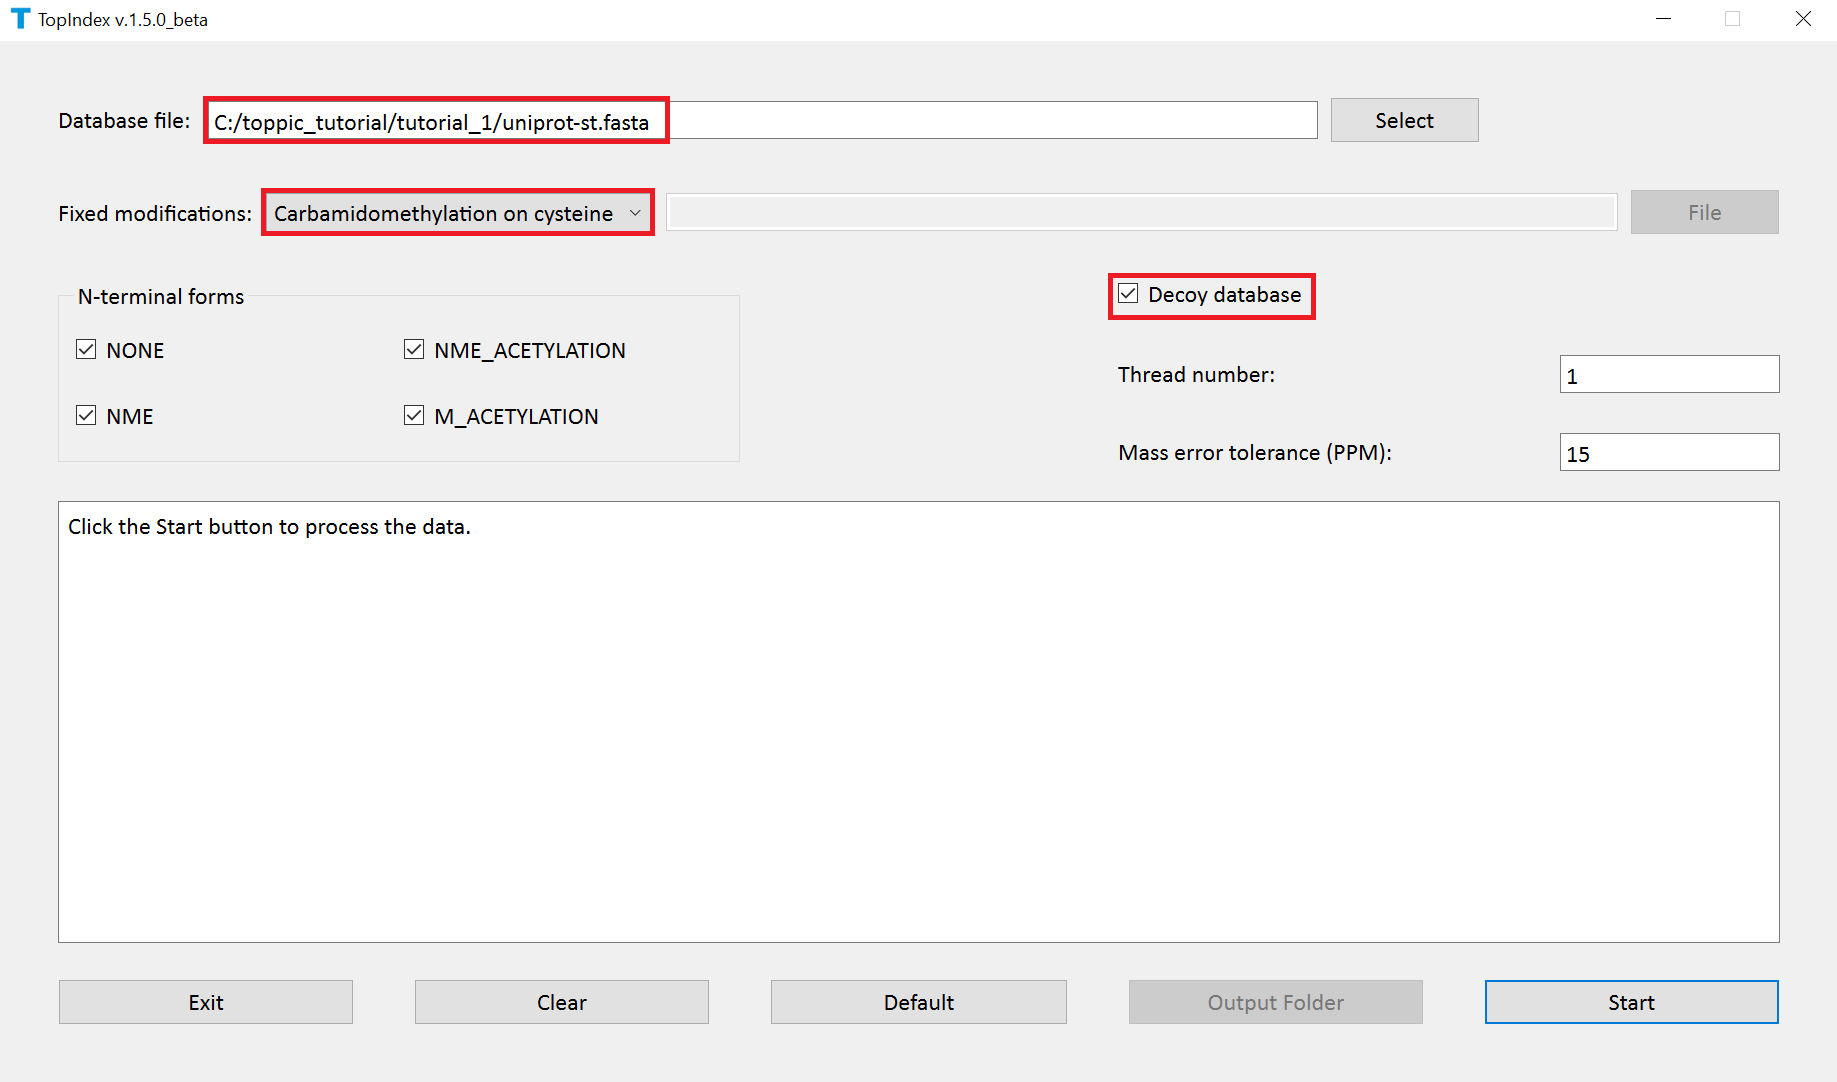 TopIndex v.1.5.0_beta
Database file: C:/toppic_tutorial/tutorial_1/uniprot-st.fasta Select
Fixed modifications: Carbamidomethylation on cysteine File
N-terminal forms
Decoy database
NONE NME_ACETYLATION
Thread number: 1
NME M_ACETYLATION
Mass error tolerance (PPM): 15
Click the Start button to process the data.
Exit Clear Default Output Folder Start